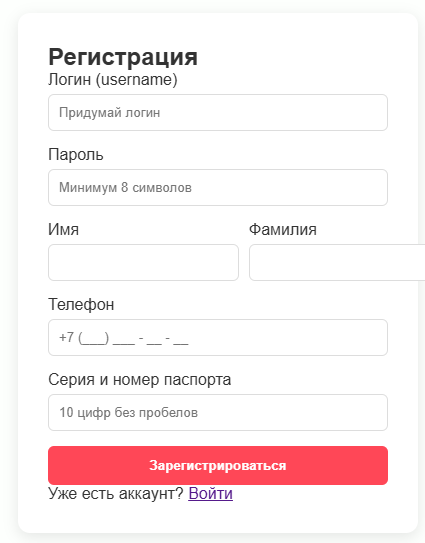 Регистрация
Логин (username)
Придумай логин
Пароль
Минимум 8 символов
Имя Фамилия
Телефон
+7 (___) ___ - __ - __
Серия и номер паспорта
10 цифр без пробелов
Зарегистрироваться
Уже есть аккаунт? Войти